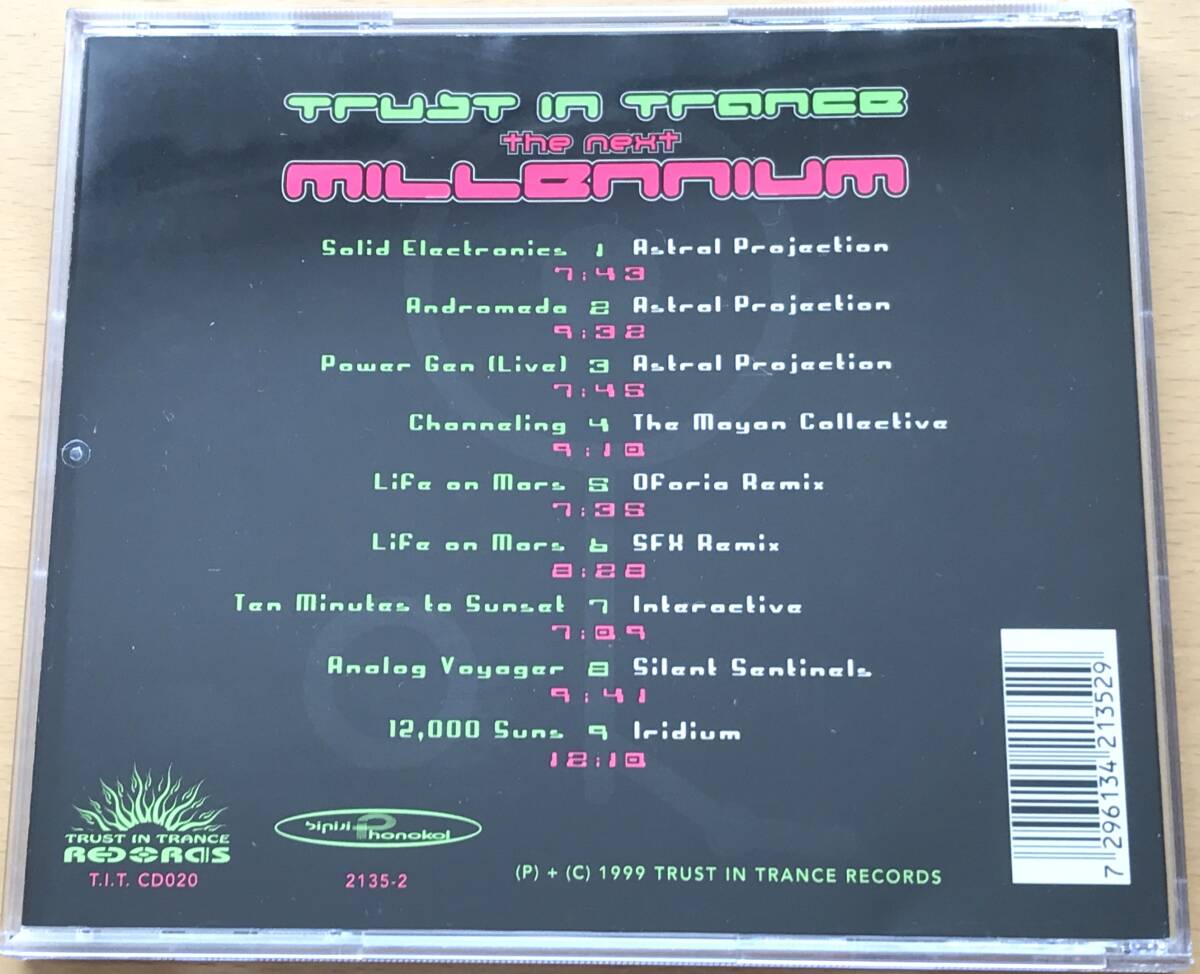 TRUST IN TRANCE
the next
MILLENNIUM
Solid Electronics 1 Astral Projection
7:43
Andromeda 2 Astral Projection
9:32
Power Gen (Live) 3 Astral Projection
7:45
Channeling 4 The Mayan Collective
9:10
Life on Mars 5 OForia Remix
7:35
Life on Mars 6 SFX Remix
8:28
Ten Minutes to Sunset 7 Interactive
7:09
Analog Voyager 8 Silent Sentinels
9:41
12,000 Suns 9 Iridium
12:10
TRUST IN TRANCE
RECORDS
T.I.T. CD020
Phonokol
2135-2
(P) + (C) 1999 TRUST IN TRANCE RECORDS
7 296134 213529